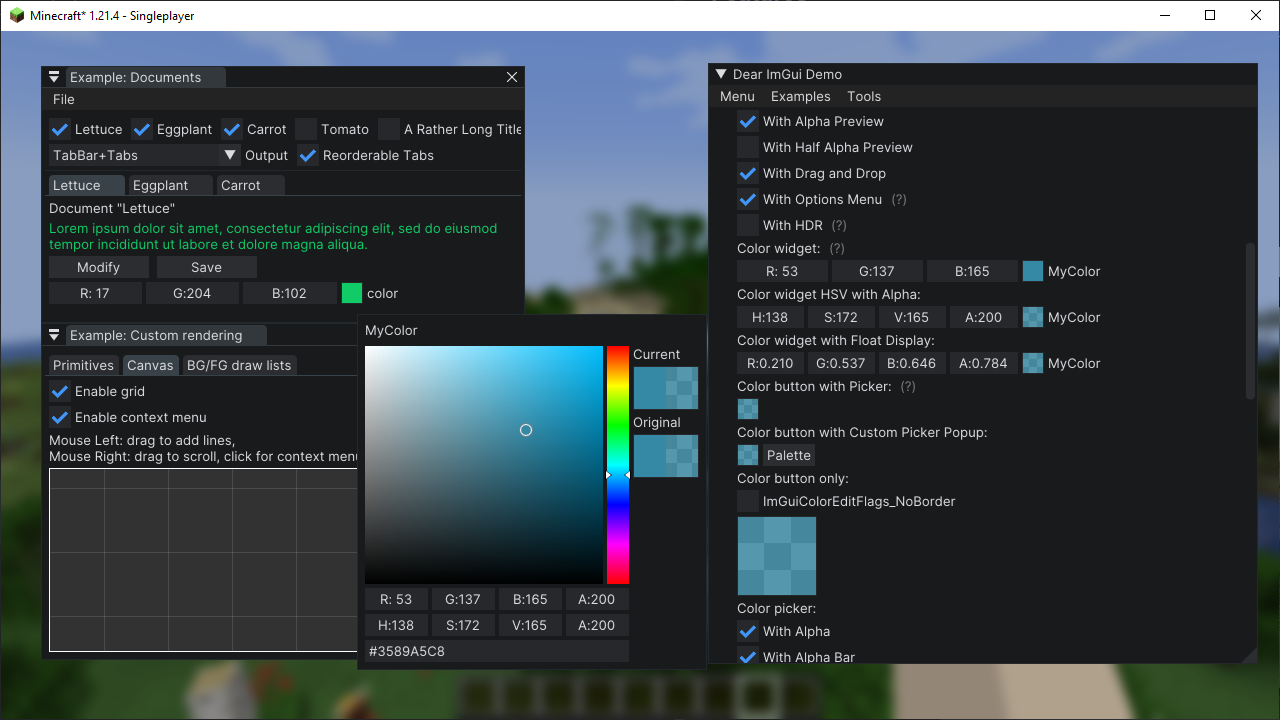 Minecraft* 1.21.4 - Singleplayer
Example: Documents
File
Lettuce Eggplant Carrot Tomato A Rather Long Title
TabBar+Tabs Output Reorderable Tabs
Lettuce Eggplant Carrot
Document "Lettuce"
Lorem ipsum dolor sit amet, consectetur adipiscing elit, sed do eiusmod
tempor incididunt ut labore et dolore magna aliqua.
Modify Save
R: 17 G:204 B:102 color
Example: Custom rendering
Primitives Canvas BG/FG draw lists
Enable grid
Enable context menu
Mouse Left: drag to add lines,
Mouse Right: drag to scroll, click for context menu
MyColor
Current
Original
R: 53 G:137 B:165 A:200
H:138 S:172 V:165 A:200
#3589A5C8
Dear ImGui Demo
Menu Examples Tools
With Alpha Preview
With Half Alpha Preview
With Drag and Drop
With Options Menu (?)
With HDR (?)
Color widget: (?)
R: 53 G:137 B:165 MyColor
Color widget HSV with Alpha:
H:138 S:172 V:165 A:200 MyColor
Color widget with Float Display:
R:0.210 G:0.537 B:0.646 A:0.784 MyColor
Color button with Picker: (?)
Color button with Custom Picker Popup:
Palette
Color button only:
ImGuiColorEditFlags_NoBorder
Color picker:
With Alpha
With Alpha Bar